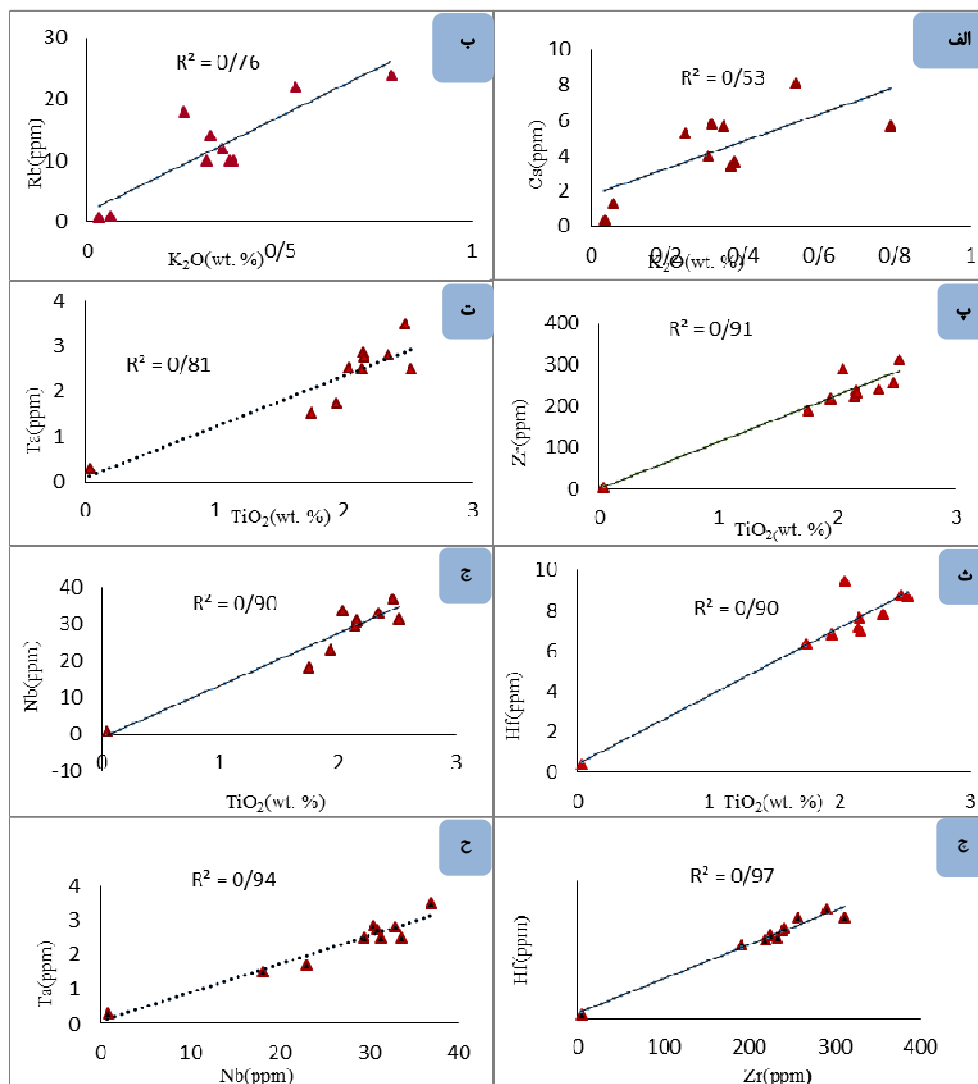 الف
10
8
6
4
2
0
Cs(ppm)
R² = 0/53
0 0/2 0/4 0/6 0/8 1
K₂O(wt. %)
ب
30
20
10
0
Rb(ppm)
R² = 0/76
0 0/5 1
K₂O(wt. %)
پ
400
300
200
100
0
Zr(ppm)
R² = 0/91
0 1 2 3
TiO₂(wt. %)
ت
4
3
2
1
0
Ta(ppm)
R² = 0/81
0 1 2 3
TiO₂(wt. %)
ث
10
8
6
4
2
0
Hf(ppm)
R² = 0/90
0 1 2 3
TiO₂(wt. %)
ج
40
30
20
10
0
-10
Nb(ppm)
R² = 0/90
0 1 2 3
TiO₂(wt. %)
چ
Hf(ppm)
R² = 0/97
0 100 200 300 400
Zr(ppm)
ح
4
3
2
1
0
Ta(ppm)
R² = 0/94
0 10 20 30 40
Nb(ppm)